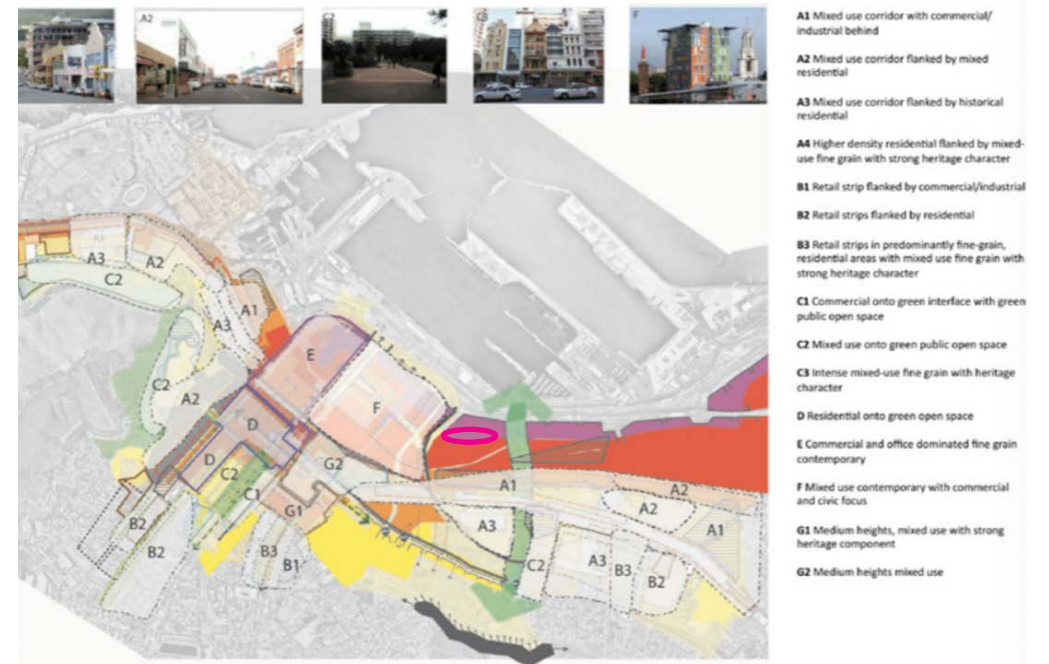 A2
C3
G3
F
A1 Mixed use corridor with commercial/
industrial behind
A2 Mixed use corridor flanked by mixed
residential
A3 Mixed use corridor flanked by historical
residential
A4 Higher density residential flanked by mixed-
use fine grain with strong heritage character
B1 Retail strip flanked by commercial/industrial
B2 Retail strips flanked by residential
B3 Retail strips in predominantly fine-grain,
residential areas with mixed use fine grain with
strong heritage character
C1 Commercial onto green interface with green
public open space
C2 Mixed use onto green public open space
C3 Intense mixed-use fine grain with heritage
character
D Residential onto green open space
E Commercial and office dominated fine grain
contemporary
F Mixed use contemporary with commercial
and civic focus
G1 Medium heights, mixed use with strong
heritage component
G2 Medium heights mixed use
A3
A2
C2
A1
A3
E
C2
A2
F
D
D
C2
G2
C1
G1
A1
A2
A2
A3
A1
B2
B2
B3
B1
C2
A3
B3
B2